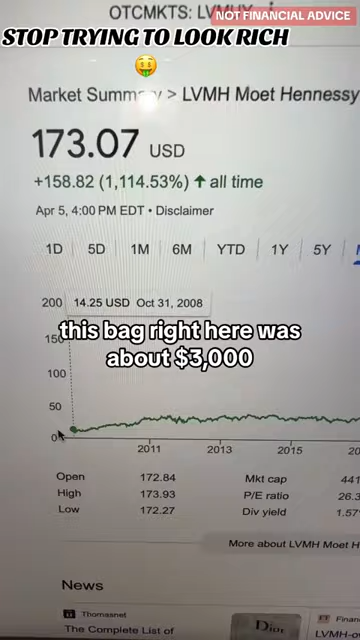 OTCMKTS:
NOT FINANCIAL ADVICE
STOP TRYING TO LOOK RICH
Market > LVMH Moet Hennessy
173.07 USD
+158.82 (1,114.53%) ↑ all time
Apr 5, 4:00 PM EDT • Disclaimer
1D 5D 1M 6M YTD 1Y 5Y
200 14.25 USD Oct 31, 2008
this bag right here was
about $3,000
150
100
50
0
2011 2013 2015
Open 172.84 Mkt cap 441
High 173.93 P/E ratio 26.3
Low 172.27 Div yield 1.57
More about LVMH Moet H
News
Thomasnet
The Complete List of
Dior
Finan
LVMH-o